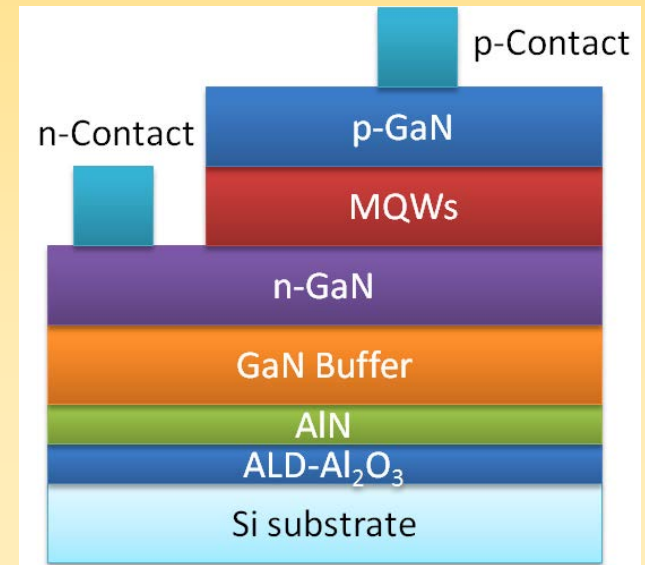 p-Contact
n-Contact
p-GaN
MQWs
n-GaN
GaN Buffer
AlN
ALD-Al₂O₃
Si substrate